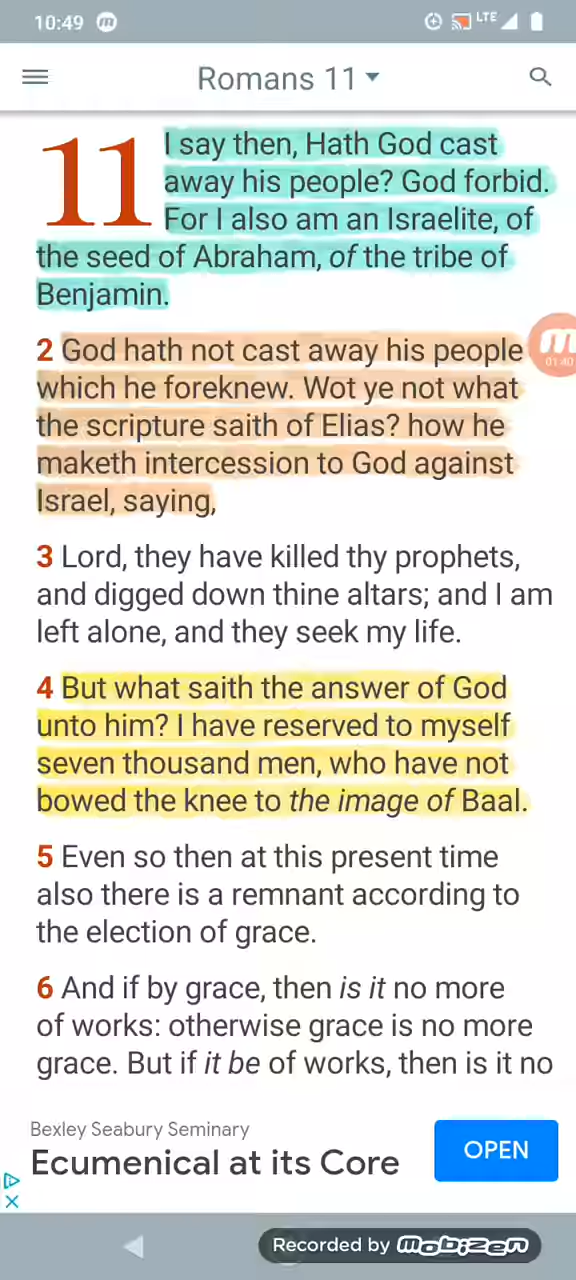 10:49 m LTE
Romans 11
11 I say then, Hath God cast
away his people? God forbid.
For I also am an Israelite, of
the seed of Abraham, of the tribe of
Benjamin.
2 God hath not cast away his people
which he foreknew. Wot ye not what
the scripture saith of Elias? how he
maketh intercession to God against
Israel, saying,
m
01:40
3 Lord, they have killed thy prophets,
and digged down thine altars; and I am
left alone, and they seek my life.
4 But what saith the answer of God
unto him? I have reserved to myself
seven thousand men, who have not
bowed the knee to the image of Baal.
5 Even so then at this present time
also there is a remnant according to
the election of grace.
6 And if by grace, then is it no more
of works: otherwise grace is no more
grace. But if it be of works, then is it no
Bexley Seabury Seminary
Ecumenical at its Core
OPEN
Recorded by mobizen